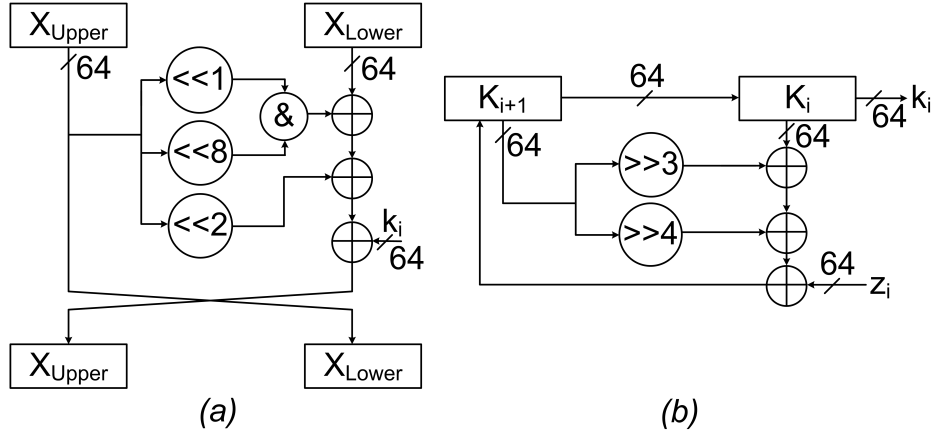 X_Upper
X_Lower
64
64
<<1
&
<<8
<<2
k_i
64
X_Upper
X_Lower
(a)
K_{i+1}
64
K_i
k_i
64
64
64
>>3
>>4
64
z_i
(b)